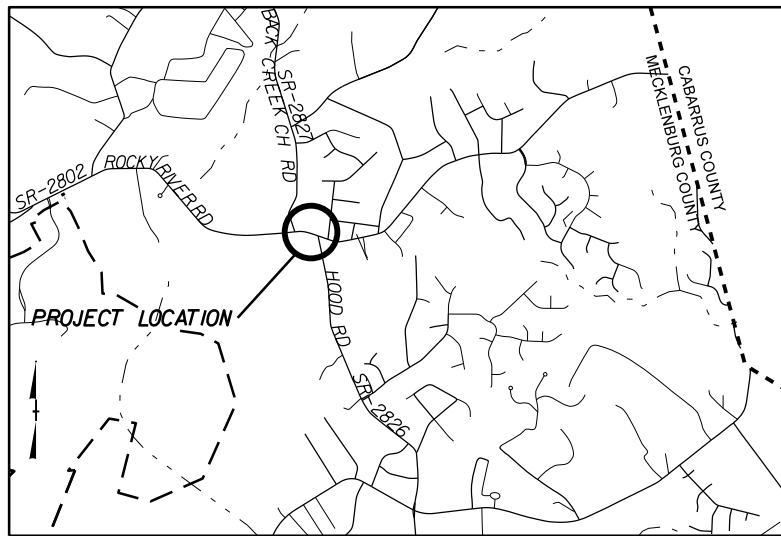 BACK CREEK CH RD
SR-2827
CABARRUS COUNTY
MECKLENBURG COUNTY
SR-2802
ROCKY RIVER RD
PROJECT LOCATION
HOOD RD
SR-2826